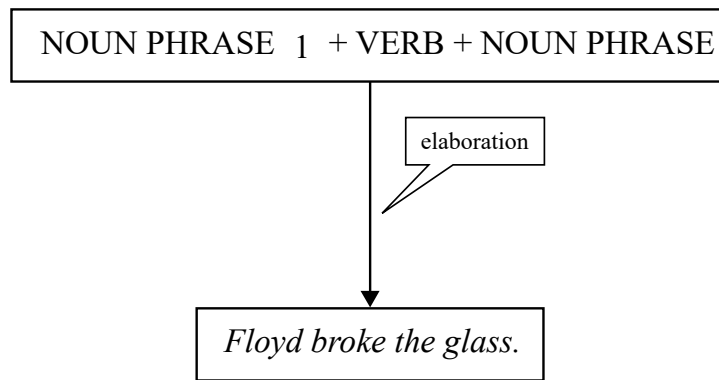 NOUN PHRASE 1 + VERB + NOUN PHRASE
elaboration
Floyd broke the glass.